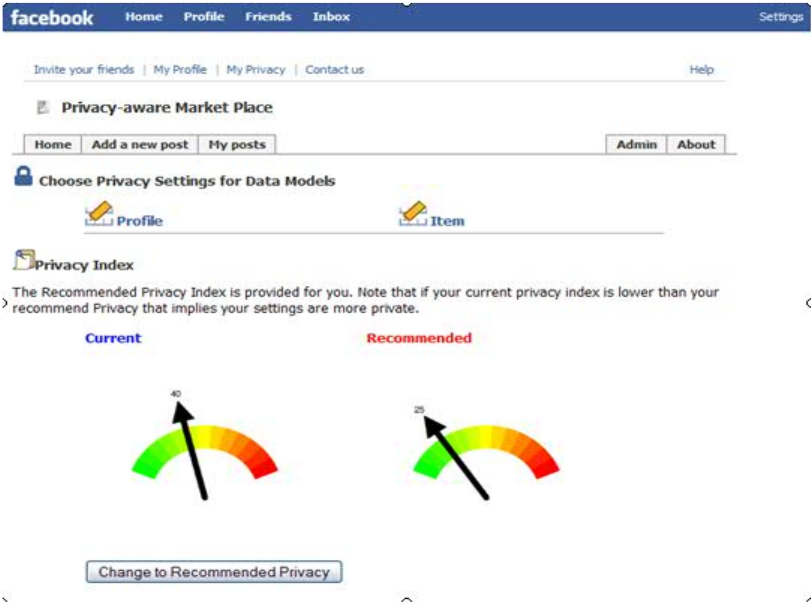 facebook Home Profile Friends Inbox Settings
Invite your friends | My Profile | My Privacy | Contact us Help
Privacy-aware Market Place
Home Add a new post My posts Admin About
Choose Privacy Settings for Data Models
Profile Item
Privacy Index
The Recommended Privacy Index is provided for you. Note that if your current privacy index is lower than your
recommend Privacy that implies your settings are more private.
Current Recommended
40
25
Change to Recommended Privacy